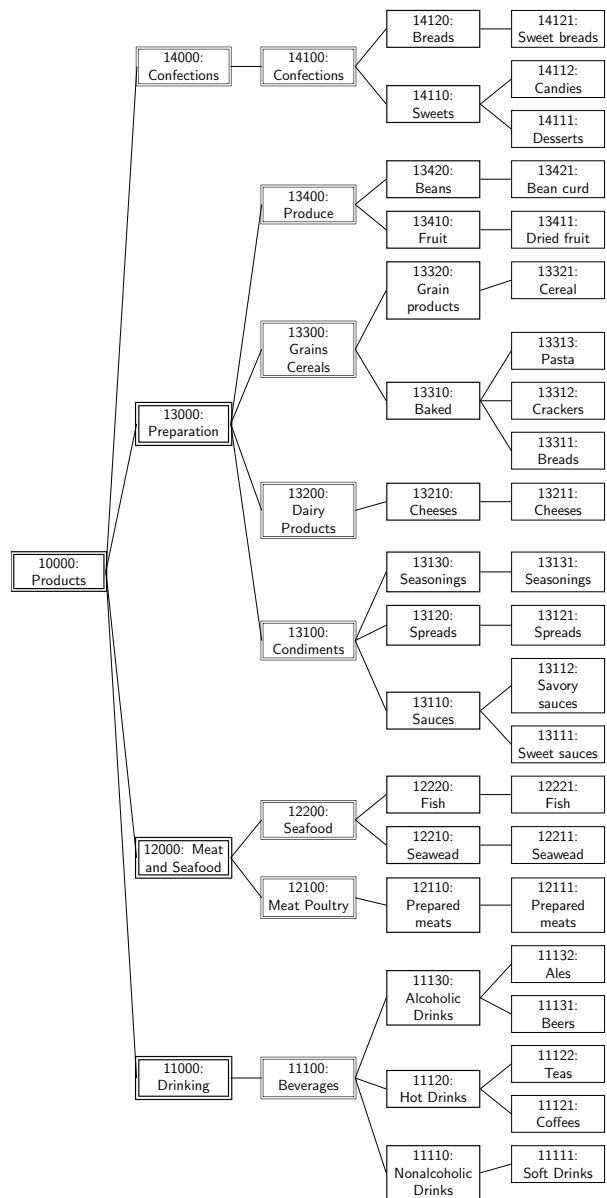 14120:
Breads
14121:
Sweet breads
14000:
Confections
14100:
Confections
14112:
Candies
14110:
Sweets
14111:
Desserts
13420:
Beans
13421:
Bean curd
13400:
Produce
13410:
Fruit
13411:
Dried fruit
13320:
Grain
products
13321:
Cereal
13300:
Grains
Cereals
13313:
Pasta
13310:
Baked
13312:
Crackers
13311:
Breads
13000:
Preparation
13200:
Dairy
Products
13210:
Cheeses
13211:
Cheeses
10000:
Products
13130:
Seasonings
13131:
Seasonings
13100:
Condiments
13120:
Spreads
13121:
Spreads
13112:
Savory
sauces
13110:
Sauces
13111:
Sweet sauces
12220:
Fish
12221:
Fish
12200:
Seafood
12210:
Seawead
12211:
Seawead
12000: Meat
and Seafood
12100:
Meat Poultry
12110:
Prepared
meats
12111:
Prepared
meats
11132:
Ales
11130:
Alcoholic
Drinks
11131:
Beers
11000:
Drinking
11100:
Beverages
11122:
Teas
11120:
Hot Drinks
11121:
Coffees
11110:
Nonalcoholic
Drinks
11111:
Soft Drinks